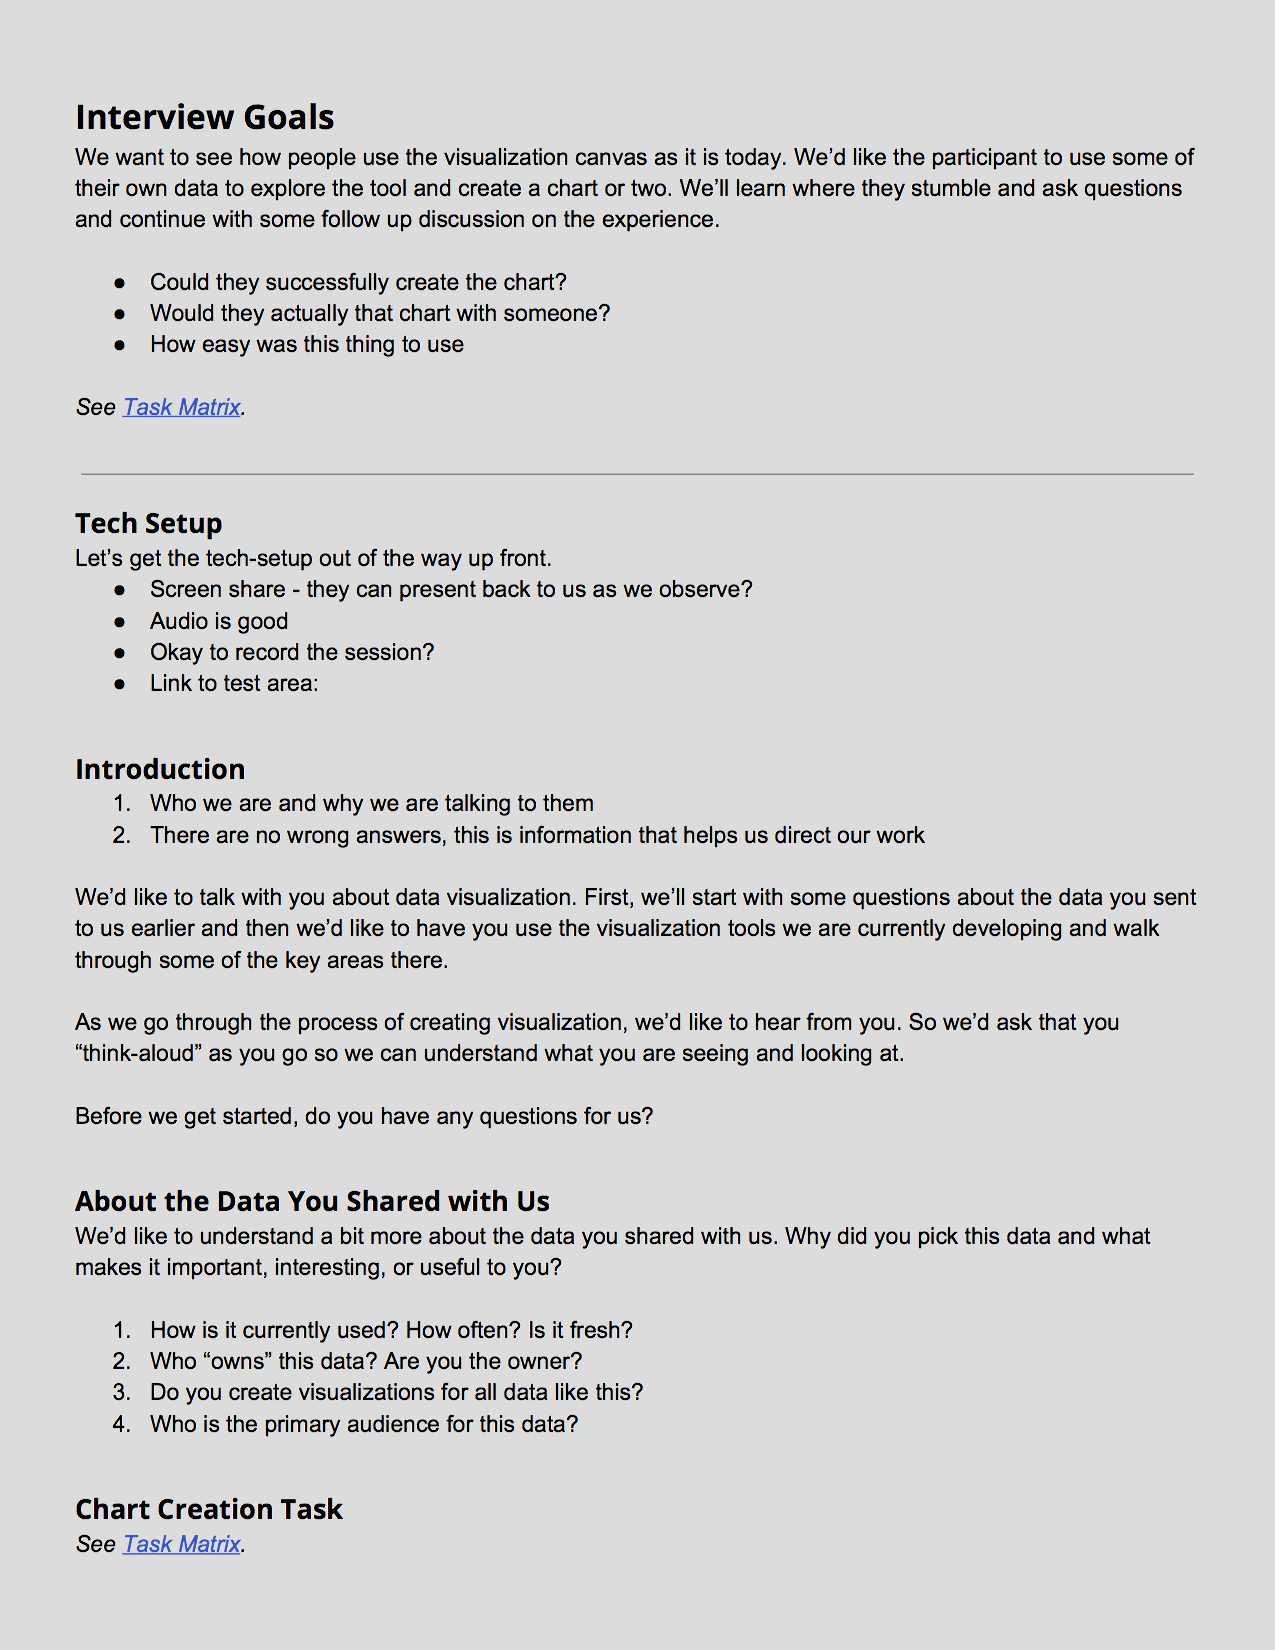 Interview Goals
We want to see how people use the visualization canvas as it is today. We’d like the participant to use some of
their own data to explore the tool and create a chart or two. We’ll learn where they stumble and ask questions
and continue with some follow up discussion on the experience.
● Could they successfully create the chart?
● Would they actually that chart with someone?
● How easy was this thing to use
See Task Matrix.
Tech Setup
Let’s get the tech-setup out of the way up front.
● Screen share - they can present back to us as we observe?
● Audio is good
● Okay to record the session?
● Link to test area:
Introduction
1. Who we are and why we are talking to them
2. There are no wrong answers, this is information that helps us direct our work
We’d like to talk with you about data visualization. First, we’ll start with some questions about the data you sent
to us earlier and then we’d like to have you use the visualization tools we are currently developing and walk
through some of the key areas there.
As we go through the process of creating visualization, we’d like to hear from you. So we’d ask that you
“think-aloud” as you go so we can understand what you are seeing and looking at.
Before we get started, do you have any questions for us?
About the Data You Shared with Us
We’d like to understand a bit more about the data you shared with us. Why did you pick this data and what
makes it important, interesting, or useful to you?
1. How is it currently used? How often? Is it fresh?
2. Who “owns” this data? Are you the owner?
3. Do you create visualizations for all data like this?
4. Who is the primary audience for this data?
Chart Creation Task
See Task Matrix.